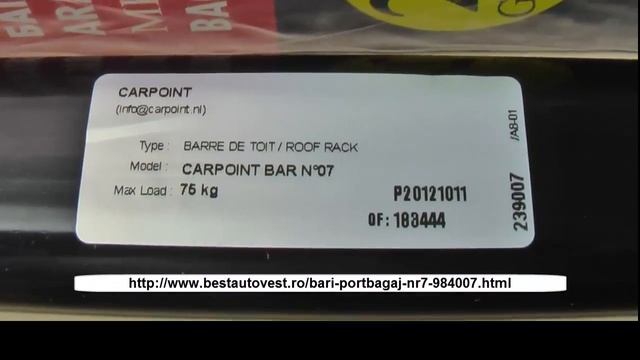 CARPOINT
(info@carpoint.nl)
Type : BARRE DE TOIT / ROOF RACK
Model : CARPOINT BAR N°07
Max Load : 75 kg
P20121011
OF: 183444
239007
/A8-01
http://www.bestautovest.ro/bari-portbagaj-nr7-984007.html